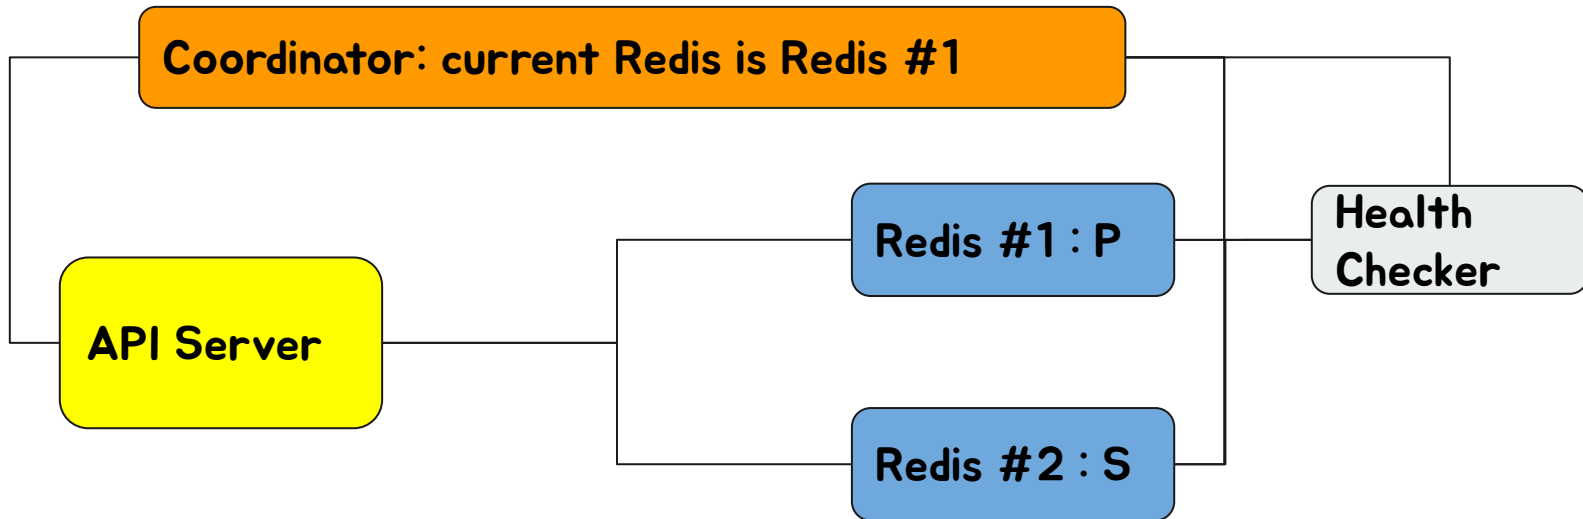 Coordinator: current Redis is Redis #1
Redis #1 : P
Health
Checker
API Server
Redis #2 : S